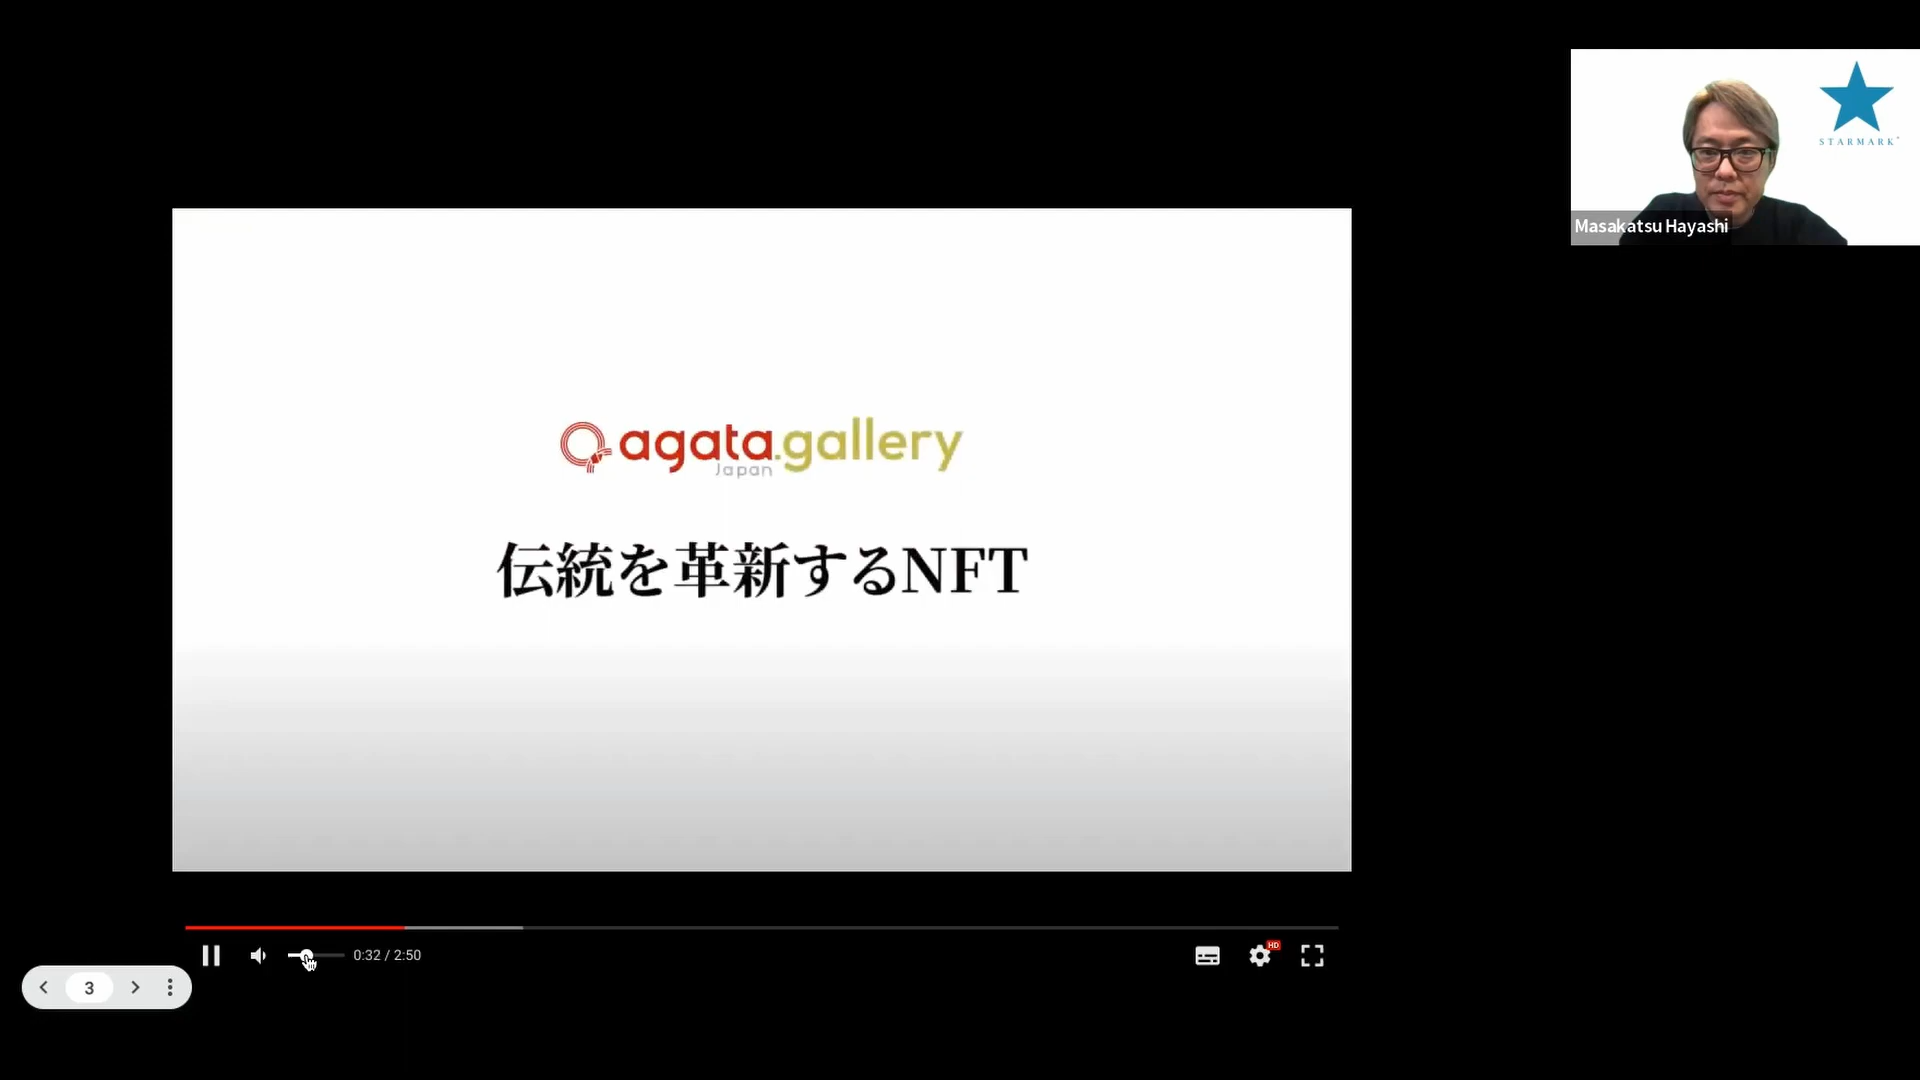 STARMARK
Masakatsu Hayashi
agata.gallery
Japan
伝統を革新するNFT
0:32 / 2:50
HD
3